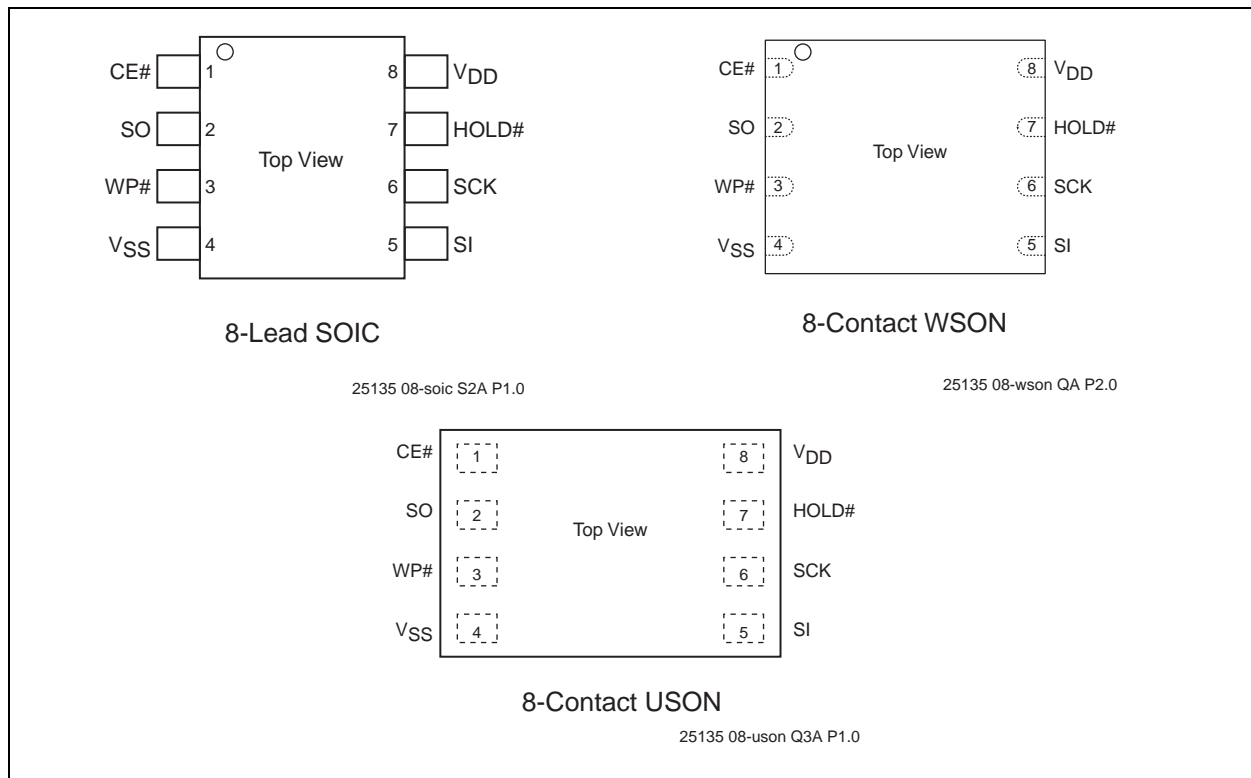 CE# 1 8 VDD
SO 2 7 HOLD#
Top View
WP# 3 6 SCK
VSS 4 5 SI
8-Lead SOIC
25135 08-soic S2A P1.0
CE# 1 8 VDD
SO 2 7 HOLD#
Top View
WP# 3 6 SCK
VSS 4 5 SI
8-Contact WSON
25135 08-wson QA P2.0
CE# 1 8 VDD
SO 2 7 HOLD#
Top View
WP# 3 6 SCK
VSS 4 5 SI
8-Contact USON
25135 08-uson Q3A P1.0